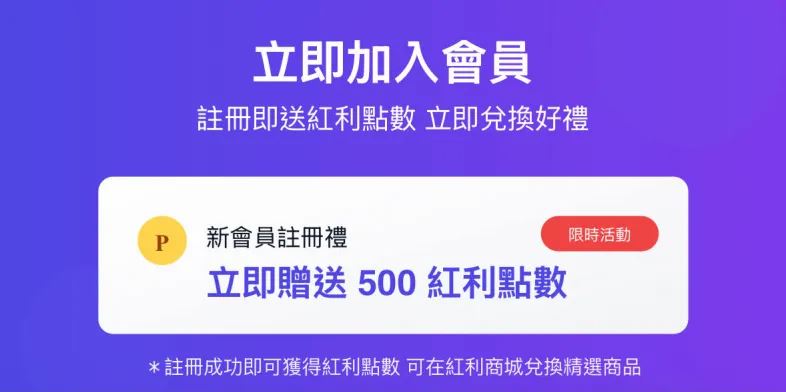 立即加入會員
註冊即送紅利點數 立即兌換好禮
P
新會員註冊禮
限時活動
立即贈送 500 紅利點數
＊註冊成功即可獲得紅利點數 可在紅利商城兌換精選商品